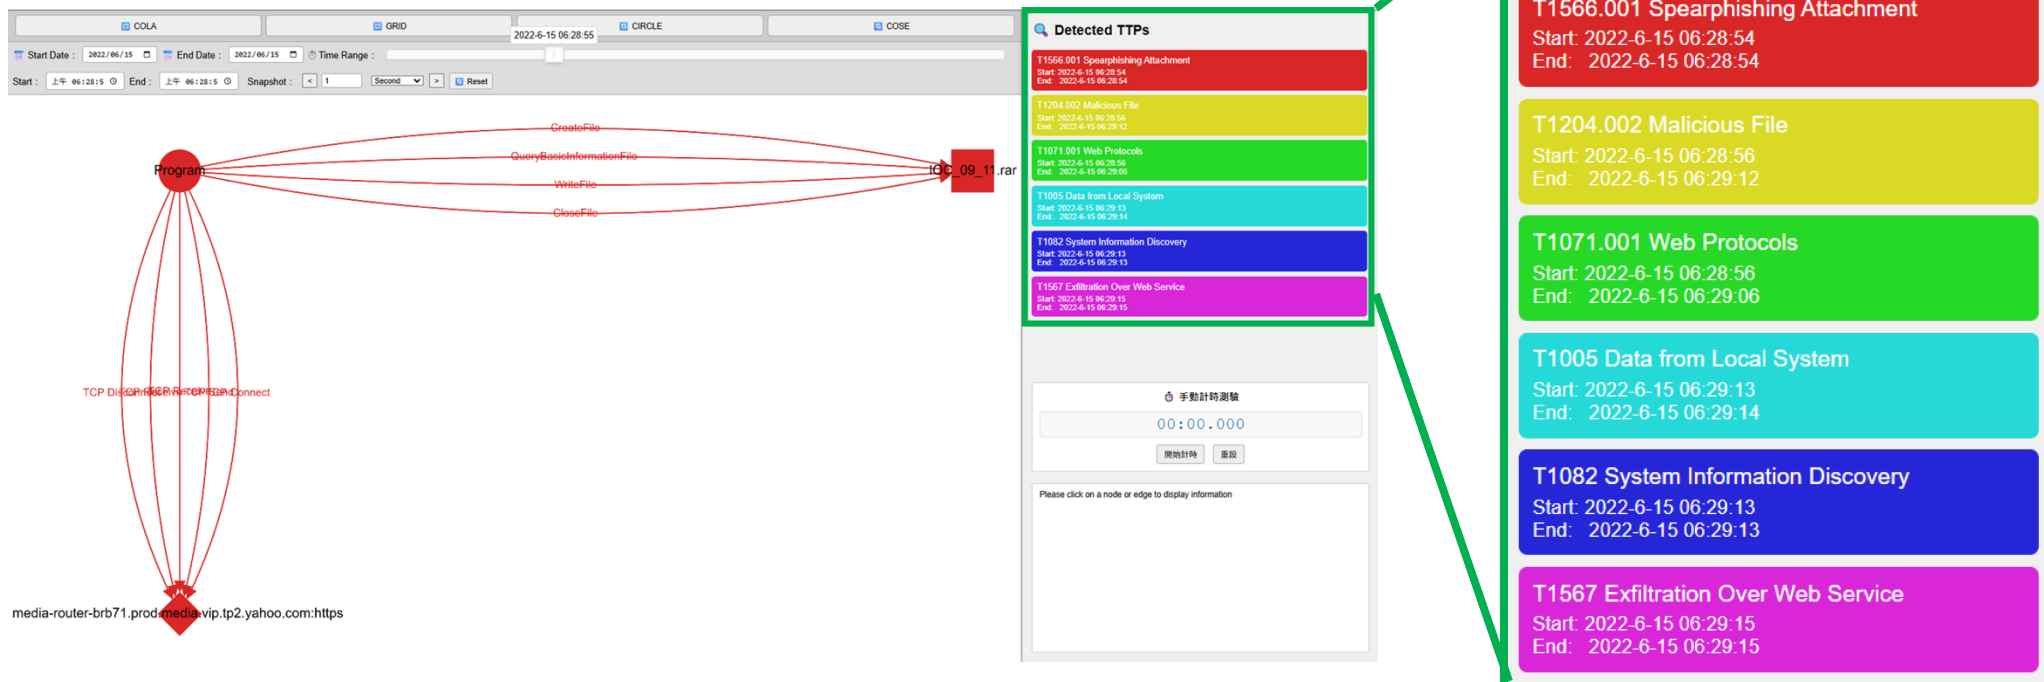 COLA
GRID
CIRCLE
COSE
2022-6-15 06:28:55
Start Date :
2022/06/15
End Date :
2022/06/15
Time Range :
Start :
上午 06:28:5
End :
上午 06:28:5
Snapshot :
<
1
Second
>
Reset
CreateFile
QueryBasicInformationFile
WriteFile
CloseFile
Program
IOC_09_11.rar
TCP Connect
media-router-brb71.prod.media.vip.tp2.yahoo.com:https
Detected TTPs
T1566.001 Spearphishing Attachment
Start: 2022-6-15 06:28:54
End: 2022-6-15 06:28:54
T1204.002 Malicious File
Start: 2022-6-15 06:28:56
End: 2022-6-15 06:29:12
T1071.001 Web Protocols
Start: 2022-6-15 06:28:56
End: 2022-6-15 06:29:06
T1005 Data from Local System
Start: 2022-6-15 06:29:13
End: 2022-6-15 06:29:14
T1082 System Information Discovery
Start: 2022-6-15 06:29:13
End: 2022-6-15 06:29:13
T1567 Exfiltration Over Web Service
Start: 2022-6-15 06:29:15
End: 2022-6-15 06:29:15
手動計時測驗
00:00.000
開始計時
重設
Please click on a node or edge to display information
T1566.001 Spearphishing Attachment
Start: 2022-6-15 06:28:54
End: 2022-6-15 06:28:54
T1204.002 Malicious File
Start: 2022-6-15 06:28:56
End: 2022-6-15 06:29:12
T1071.001 Web Protocols
Start: 2022-6-15 06:28:56
End: 2022-6-15 06:29:06
T1005 Data from Local System
Start: 2022-6-15 06:29:13
End: 2022-6-15 06:29:14
T1082 System Information Discovery
Start: 2022-6-15 06:29:13
End: 2022-6-15 06:29:13
T1567 Exfiltration Over Web Service
Start: 2022-6-15 06:29:15
End: 2022-6-15 06:29:15